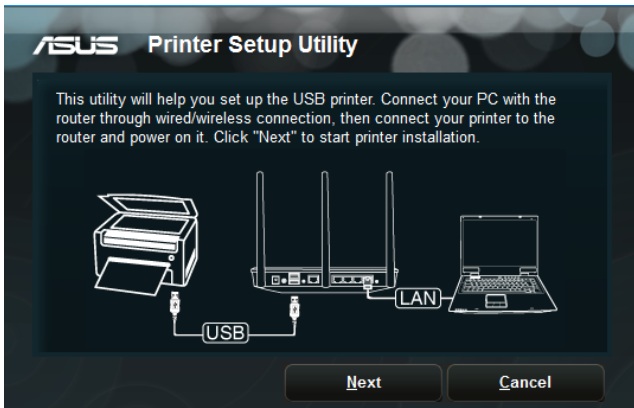 ASUS Printer Setup Utility
This utility will help you set up the USB printer. Connect your PC with the
router through wired/wireless connection, then connect your printer to the
router and power on it. Click "Next" to start printer installation.
LAN
USB
Next Cancel